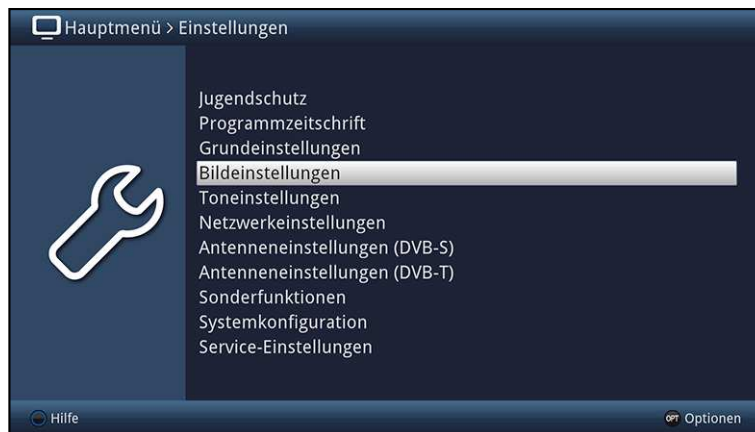 Hauptmenü > Einstellungen
Jugendschutz
Programmzeitschrift
Grundeinstellungen
Bildeinstellungen
Toneinstellungen
Netzwerkeinstellungen
Antenneneinstellungen (DVB-S)
Antenneneinstellungen (DVB-T)
Sonderfunktionen
Systemkonfiguration
Service-Einstellungen
Hilfe
OPT Optionen